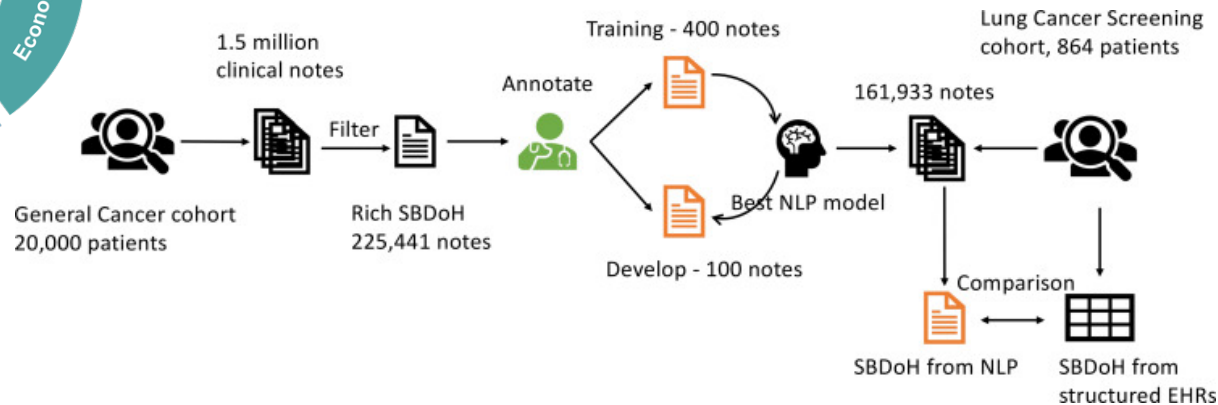 Econo
1.5 million
clinical notes
Filter
General Cancer cohort
20,000 patients
Rich SBDoH
225,441 notes
Annotate
Training - 400 notes
Develop - 100 notes
Best NLP model
161,933 notes
Lung Cancer Screening
cohort, 864 patients
Comparison
SBDoH from NLP
SBDoH from
structured EHRs